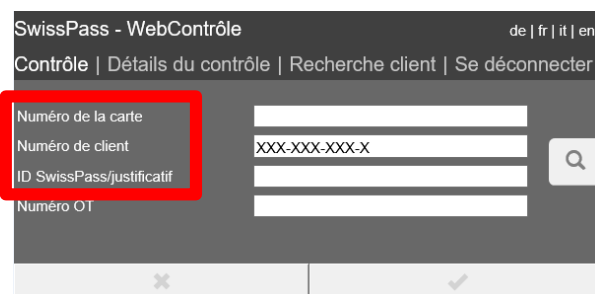 SwissPass - WebContrôle de | fr | it | en
Contrôle | Détails du contrôle | Recherche client | Se déconnecter
Numéro de la carte
Numéro de client XXX-XXX-XXX-X
ID SwissPass/justificatif
Numéro OT